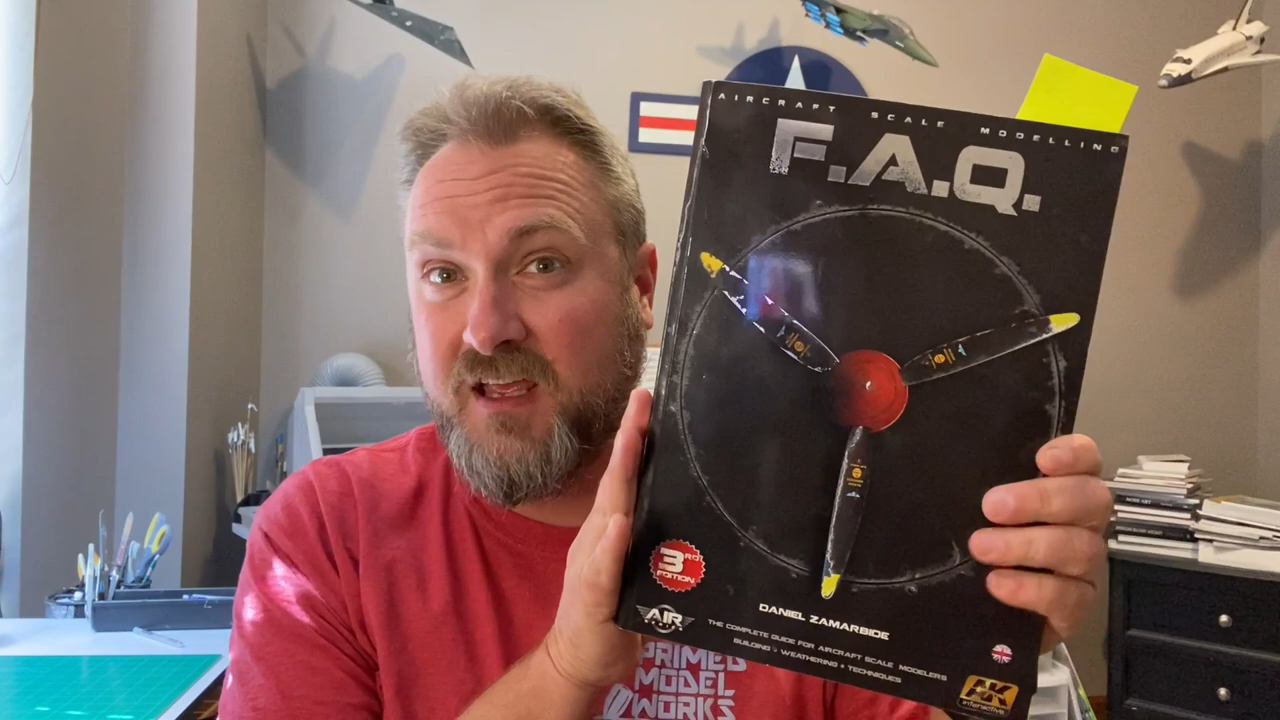 AIRCRAFT SCALE MODELLING
F.A.Q.
3RD
EDITION
DANIEL ZAMARBIDE
AIR
THE COMPLETE GUIDE FOR AIRCRAFT SCALE MODELERS
BUILDING + WEATHERING + TECHNIQUES
AK
interactive
PRIMED
MODEL
WORKS